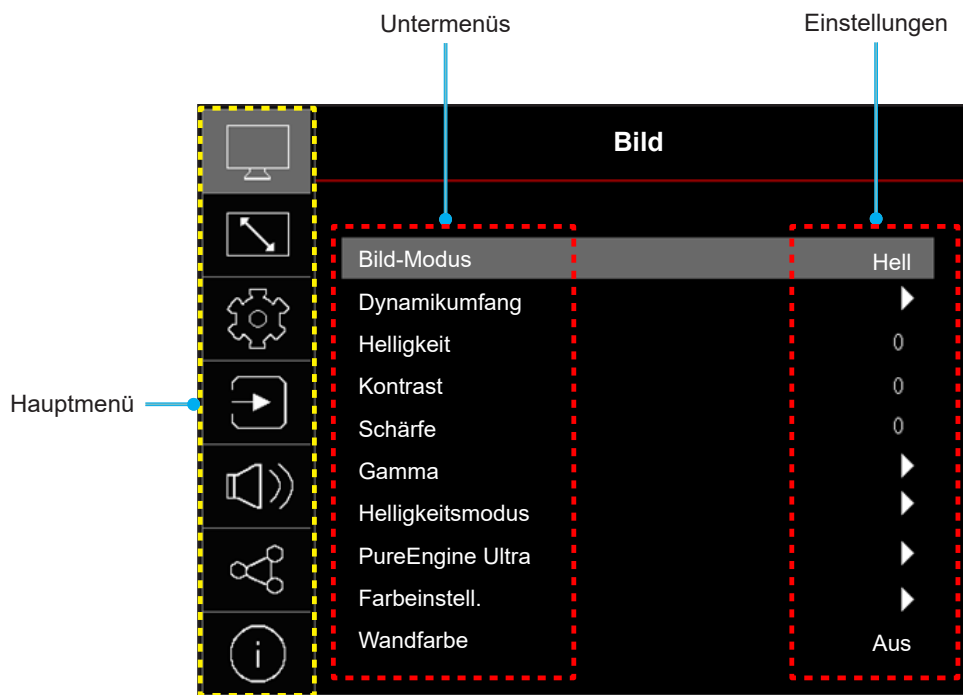 Untermenüs
Einstellungen
Bild
Bild-Modus Hell
Dynamikumfang
Helligkeit 0
Kontrast 0
Hauptmenü
Schärfe 0
Gamma
Helligkeitsmodus
PureEngine Ultra
Farbeinstell.
Wandfarbe Aus
i